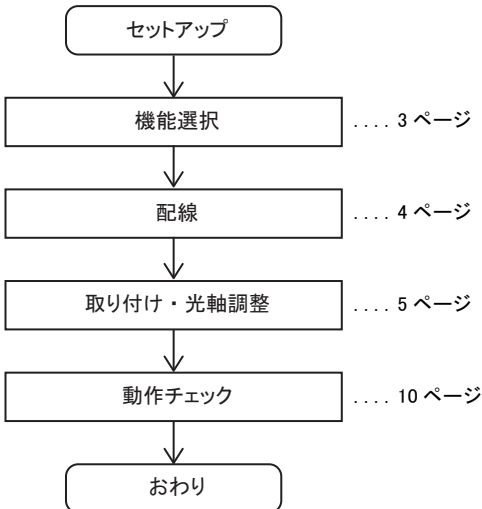 セットアップ
機能選択 .... 3 ページ
配線 .... 4 ページ
取り付け・光軸調整 .... 5 ページ
動作チェック .... 10 ページ
おわり